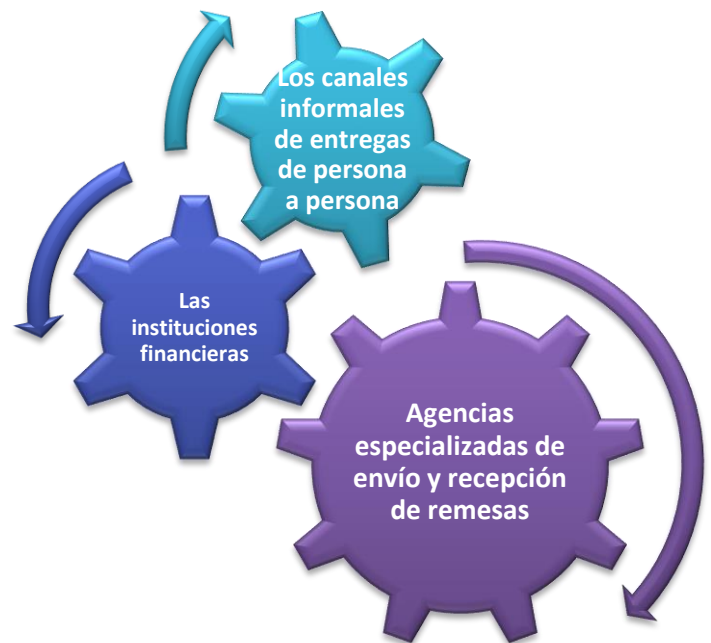 Los canales
informales
de entregas
de persona
a persona
Las
instituciones
financieras
Agencias
especializadas de
envío y recepción
de remesas